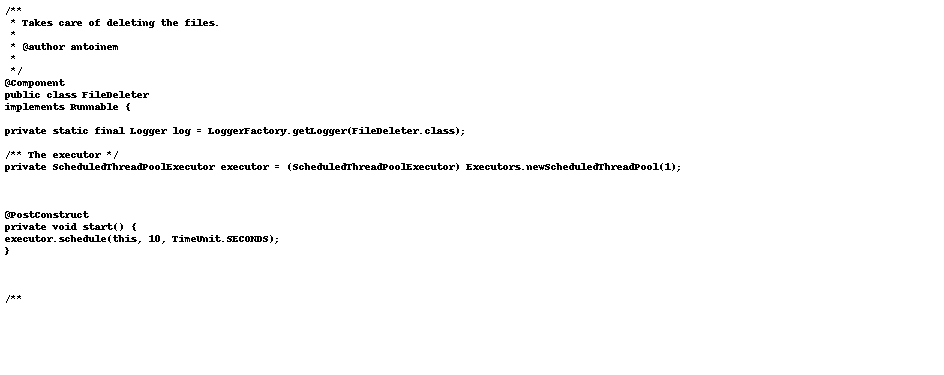 /**
 * Takes care of deleting the files.
 *
 * @author antoinem
 *
 */
@Component
public class FileDeleter
implements Runnable {
private static final Logger log = LoggerFactory.getLogger(FileDeleter.class);
/** The executor */
private ScheduledThreadPoolExecutor executor = (ScheduledThreadPoolExecutor) Executors.newScheduledThreadPool(1);
@PostConstruct
private void start() {
executor.schedule(this, 10, TimeUnit.SECONDS);
}
/**